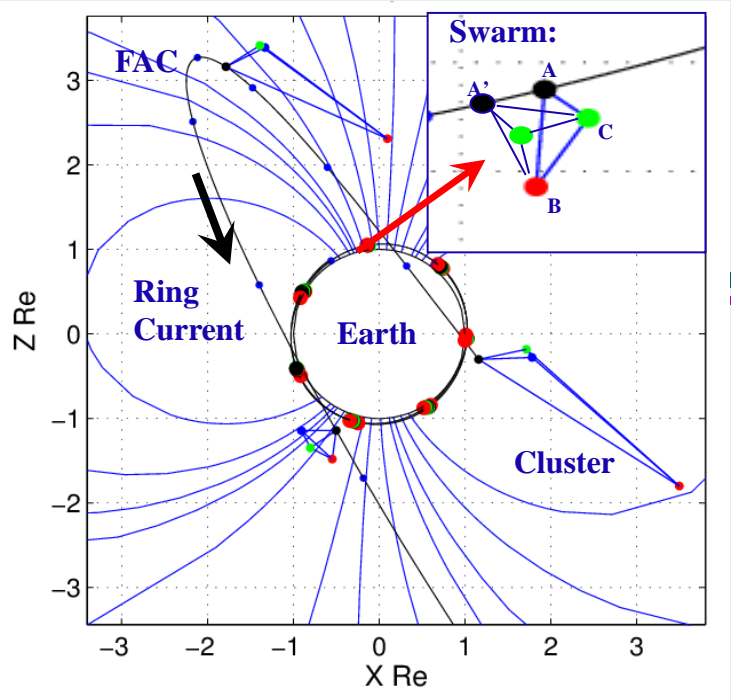 Swarm:
FAC
A
A’
C
B
Ring
Current
Earth
Cluster
3
2
1
0
−1
−2
−3
Z Re
−3
−2
−1
0
1
2
3
X Re